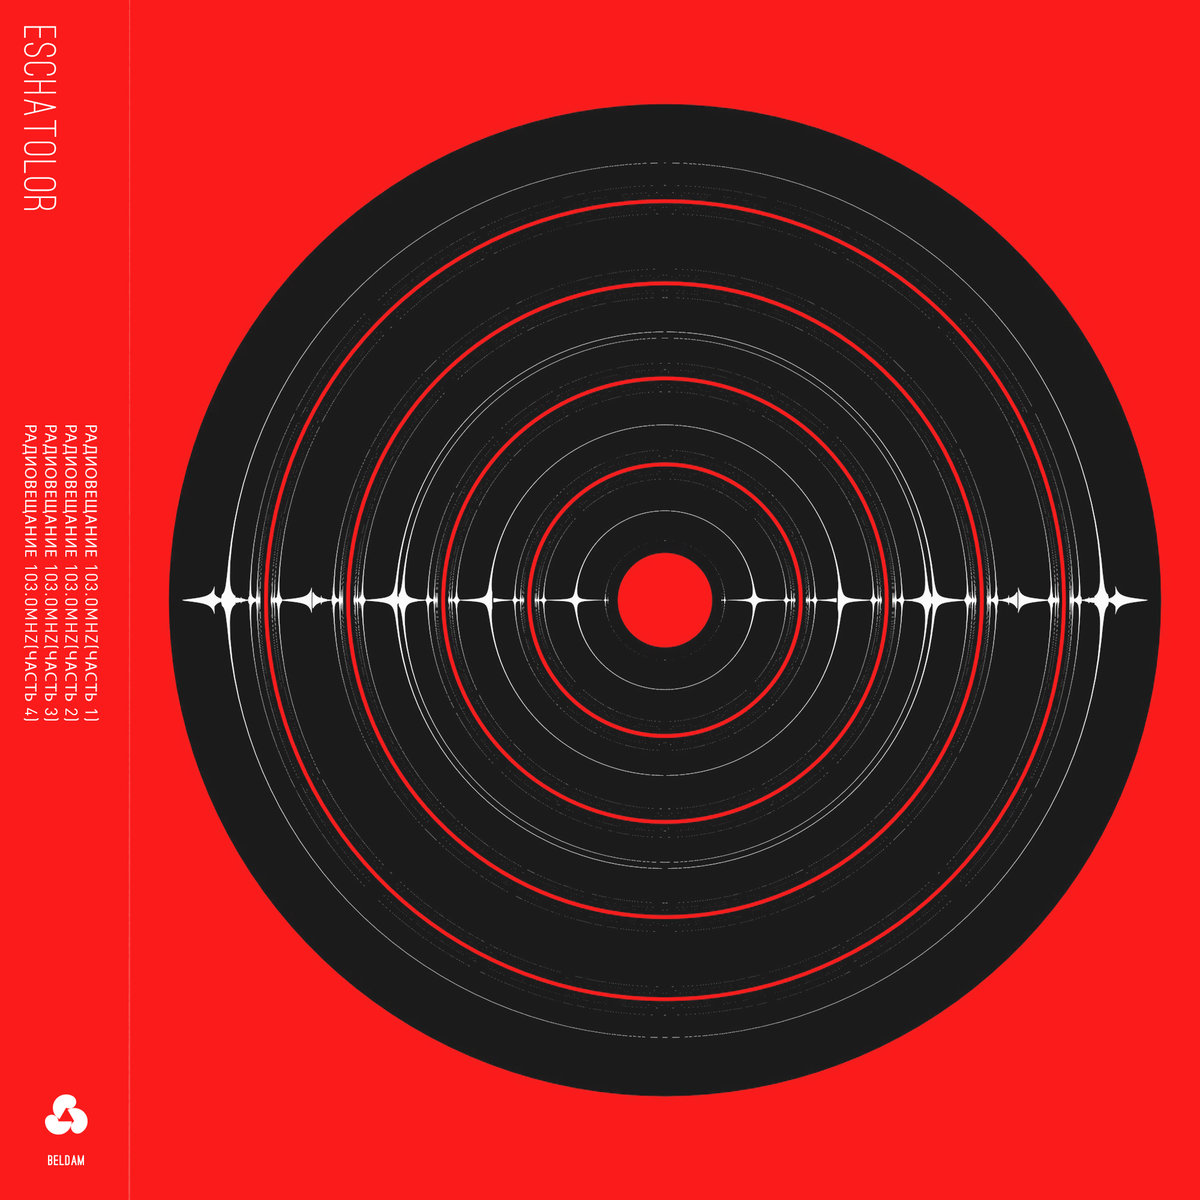 ESCHATOLOR
РАДИОВЕЩАНИЕ 103.0MHZ(ЧАСТЬ 1)
РАДИОВЕЩАНИЕ 103.0MHZ(ЧАСТЬ 2)
РАДИОВЕЩАНИЕ 103.0MHZ(ЧАСТЬ 3)
РАДИОВЕЩАНИЕ 103.0MHZ(ЧАСТЬ 4)
BELDAM